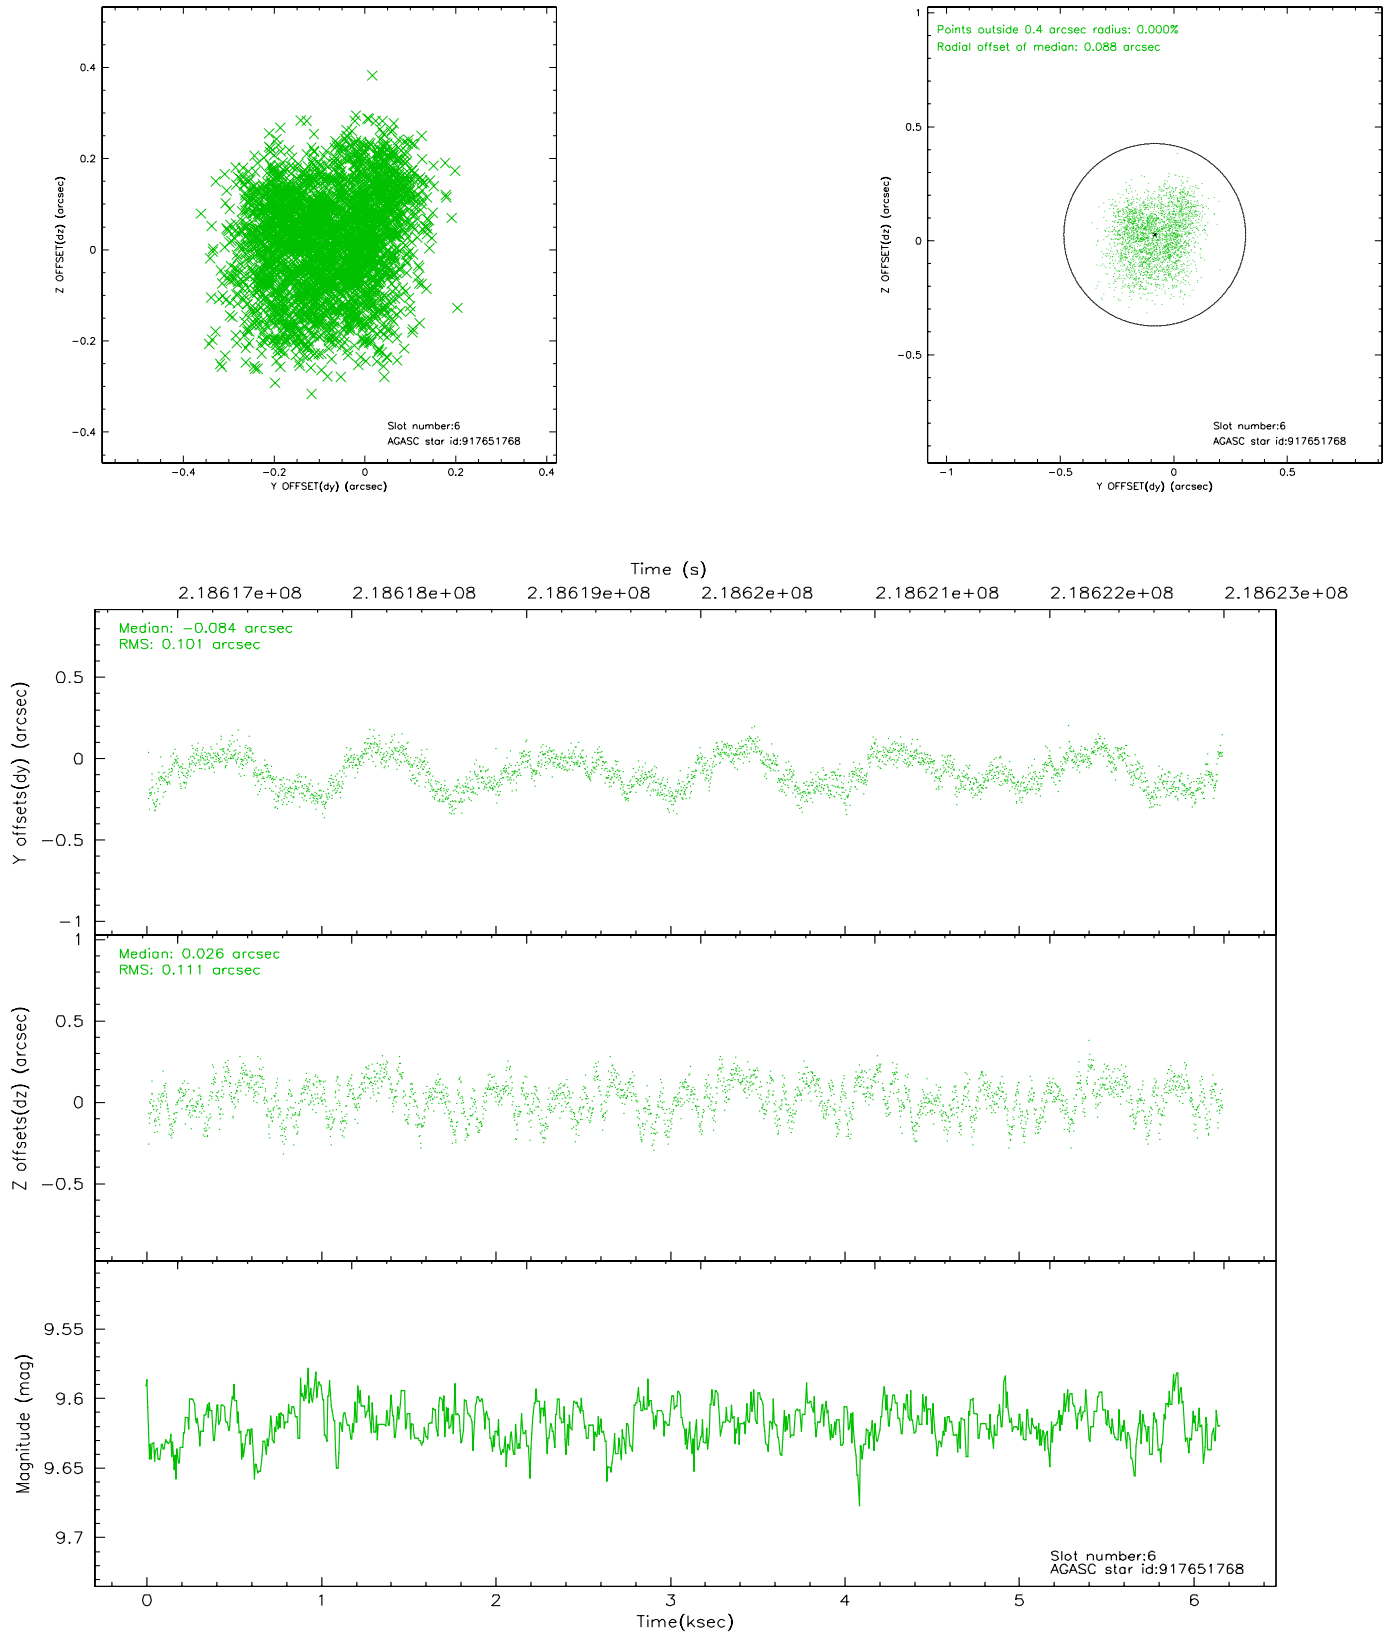 0.4
0.2
0
−0.2
−0.4
Z OFFSET(dz) (arcsec)
Slot number:6
AGASC star id:917651768
−0.4 −0.2 0 0.2 0.4
Y OFFSET(dy) (arcsec)
Points outside 0.4 arcsec radius: 0.000%
Radial offset of median: 0.088 arcsec
1
0.5
0
−0.5
Z OFFSET(dz) (arcsec)
Slot number:6
AGASC star id:917651768
−1 −0.5 0 0.5
Y OFFSET(dy) (arcsec)
Time (s)
2.18617e+08 2.18618e+08 2.18619e+08 2.1862e+08 2.18621e+08 2.18622e+08 2.18623e+08
Median: −0.084 arcsec
RMS: 0.101 arcsec
0.5
0
−0.5
−1
Y offsets(dy) (arcsec)
Median: 0.026 arcsec
RMS: 0.111 arcsec
1
0.5
0
−0.5
Z offsets(dz) (arcsec)
9.55
9.6
9.65
9.7
Magnitude (mag)
Slot number:6
AGASC star id:917651768
0 1 2 3 4 5 6
Time(ksec)